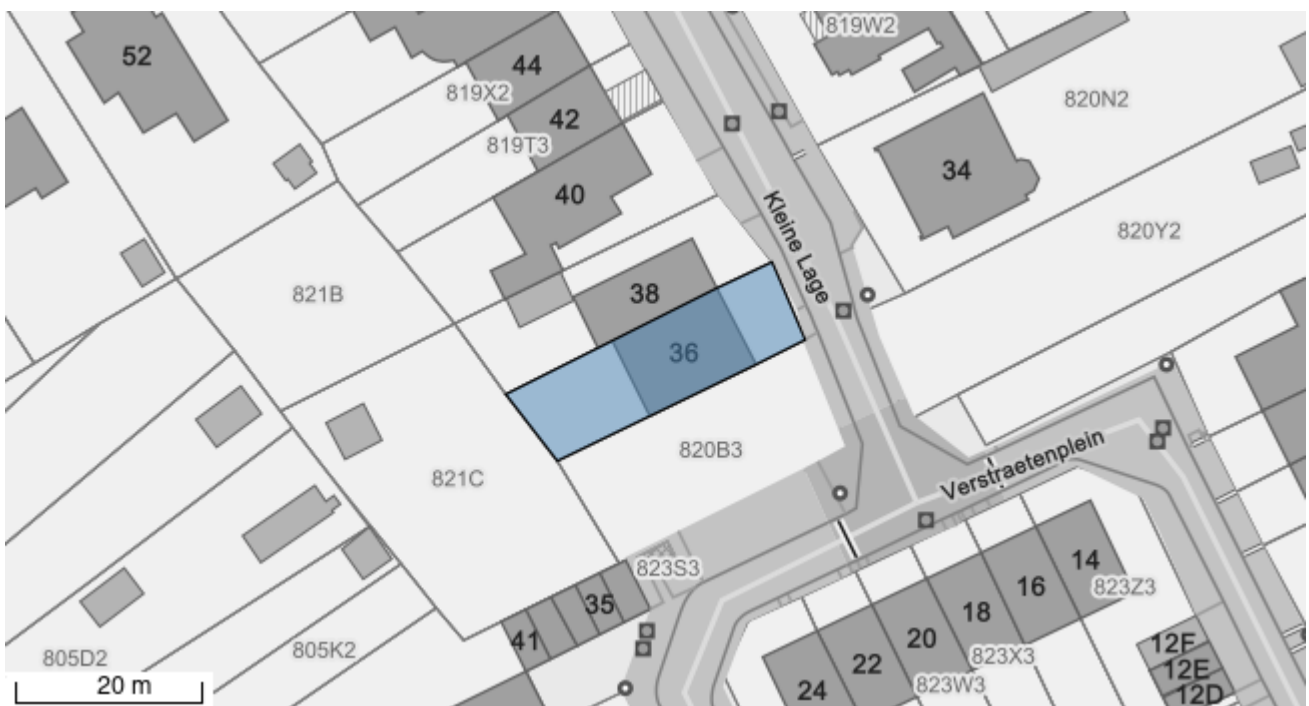 52
819W2
44
819X2
820N2
42
819T3
34
40
Kleine Lage
820Y2
821B
38
36
820B3
821C
Verstraetenplein
14
823S3
16
823Z3
35
18
41
20
805K2
805D2
823X3
22
12F
12E
20 m
24
823W3
12D